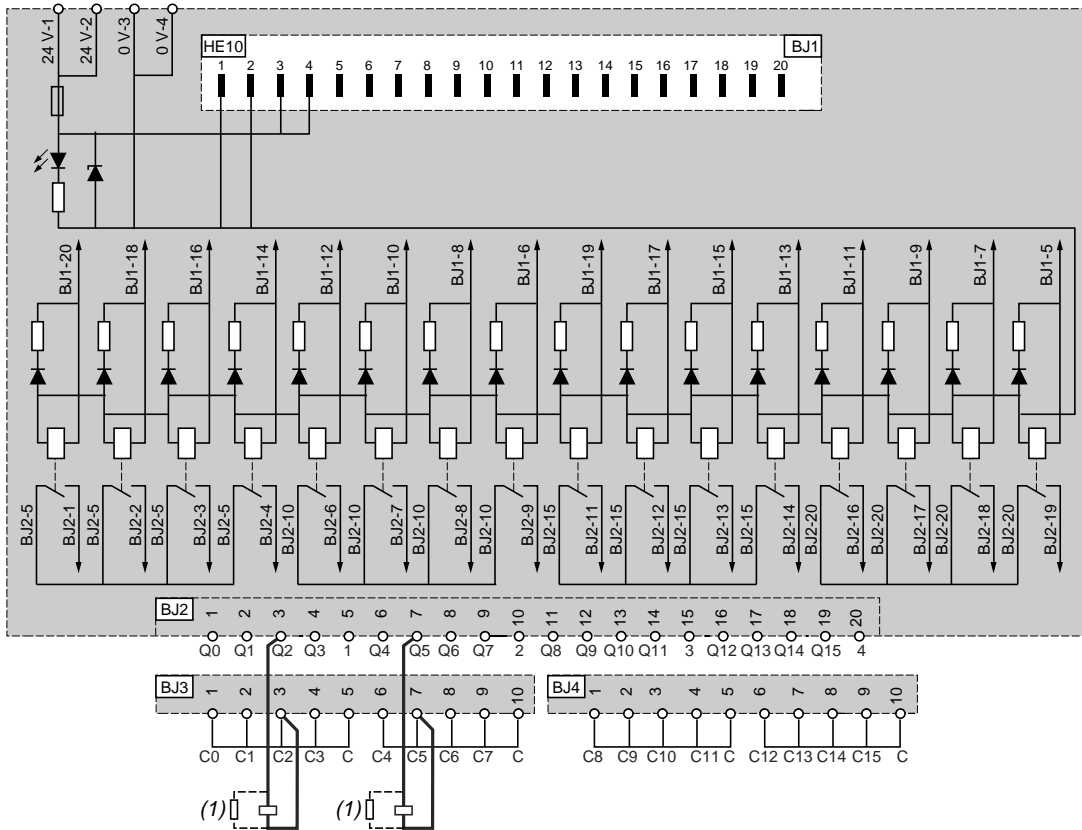 24 V-1 24 V-2 0 V-3 0 V-4
HE10 BJ1
1 2 3 4 5 6 7 8 9 10 11 12 13 14 15 16 17 18 19 20
BJ1-20 BJ1-18 BJ1-16 BJ1-14 BJ1-12 BJ1-10 BJ1-8 BJ1-6 BJ1-19 BJ1-17 BJ1-15 BJ1-13 BJ1-11 BJ1-9 BJ1-7 BJ1-5
BJ2-5 BJ2-1 BJ2-5 BJ2-2 BJ2-5 BJ2-3 BJ2-5 BJ2-4 BJ2-10 BJ2-6 BJ2-10 BJ2-7 BJ2-10 BJ2-8 BJ2-10 BJ2-9 BJ2-15 BJ2-11 BJ2-15 BJ2-12 BJ2-15 BJ2-13 BJ2-15 BJ2-14 BJ2-20 BJ2-16 BJ2-20 BJ2-17 BJ2-20 BJ2-18 BJ2-20 BJ2-19
BJ2 1 2 3 4 5 6 7 8 9 10 11 12 13 14 15 16 17 18 19 20
Q0 Q1 Q2 Q3 1 Q4 Q5 Q6 Q7 2 Q8 Q9 Q10 Q11 3 Q12 Q13 Q14 Q15 4
BJ3 1 2 3 4 5 6 7 8 9 10 BJ4 1 2 3 4 5 6 7 8 9 10
C0 C1 C2 C3 C C4 C5 C6 C7 C C8 C9 C10 C11 C C12 C13 C14 C15 C
(1) (1)